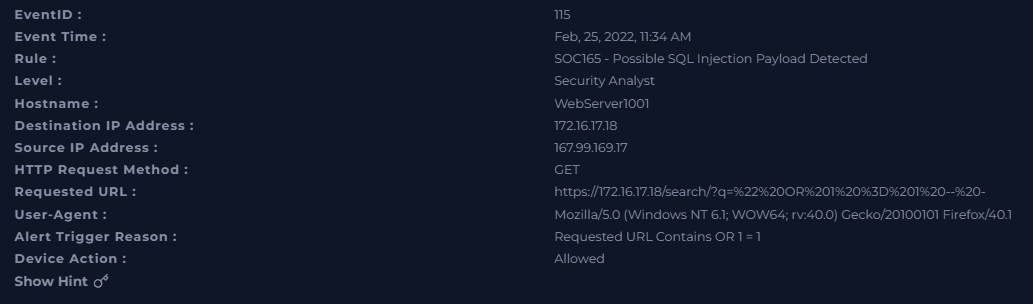 EventID : 115
Event Time : Feb, 25, 2022, 11:34 AM
Rule : SOC165 - Possible SQL Injection Payload Detected
Level : Security Analyst
Hostname : WebServer1001
Destination IP Address : 172.16.17.18
Source IP Address : 167.99.169.17
HTTP Request Method : GET
Requested URL : https://172.16.17.18/search/?q=%22%20OR%201%20%3D%201%20--%20-
User-Agent : Mozilla/5.0 (Windows NT 6.1; WOW64; rv:40.0) Gecko/20100101 Firefox/40.1
Alert Trigger Reason : Requested URL Contains OR 1 = 1
Device Action : Allowed
Show Hint